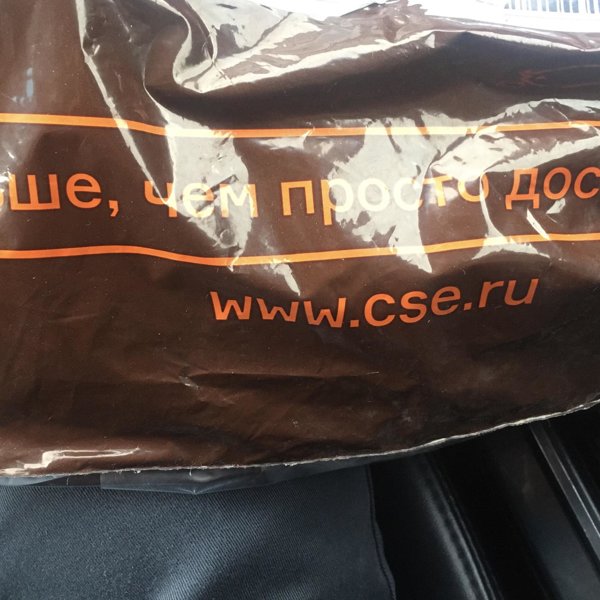 ше, чем просто дос
www.cse.ru